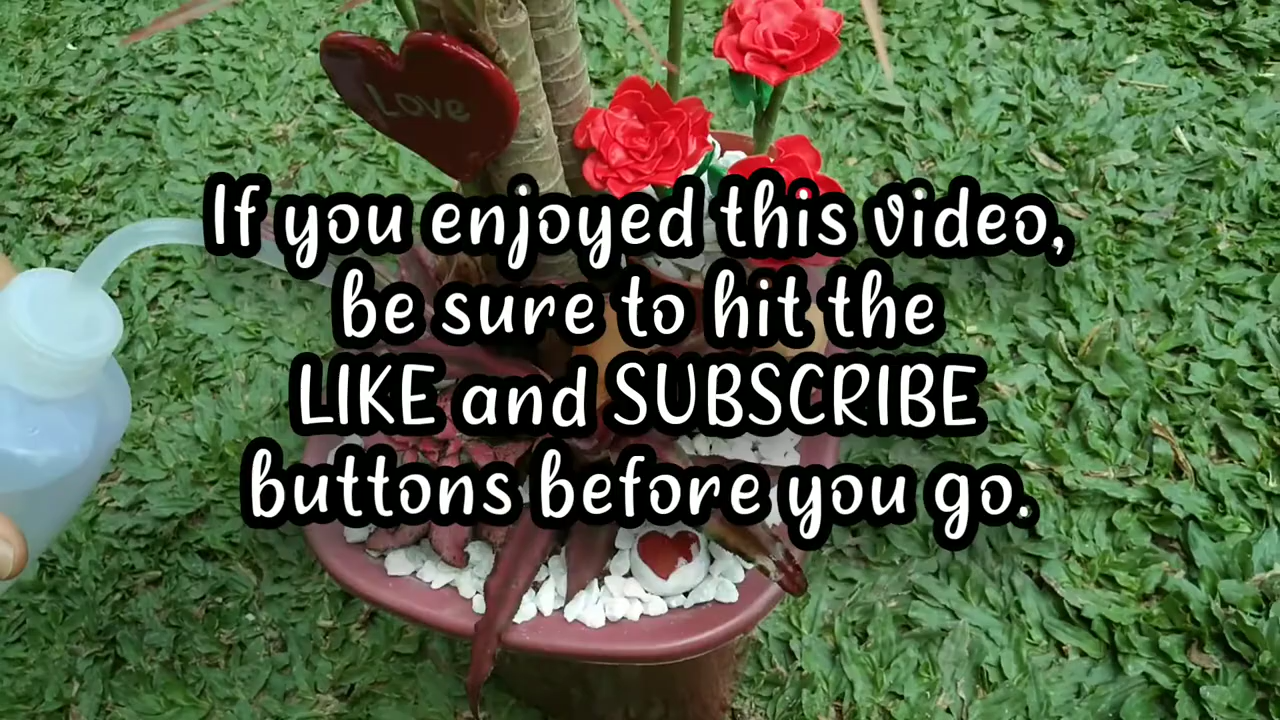 Love
If you enjoyed this video,
be sure to hit the
LIKE and SUBSCRIBE
buttons before you go.